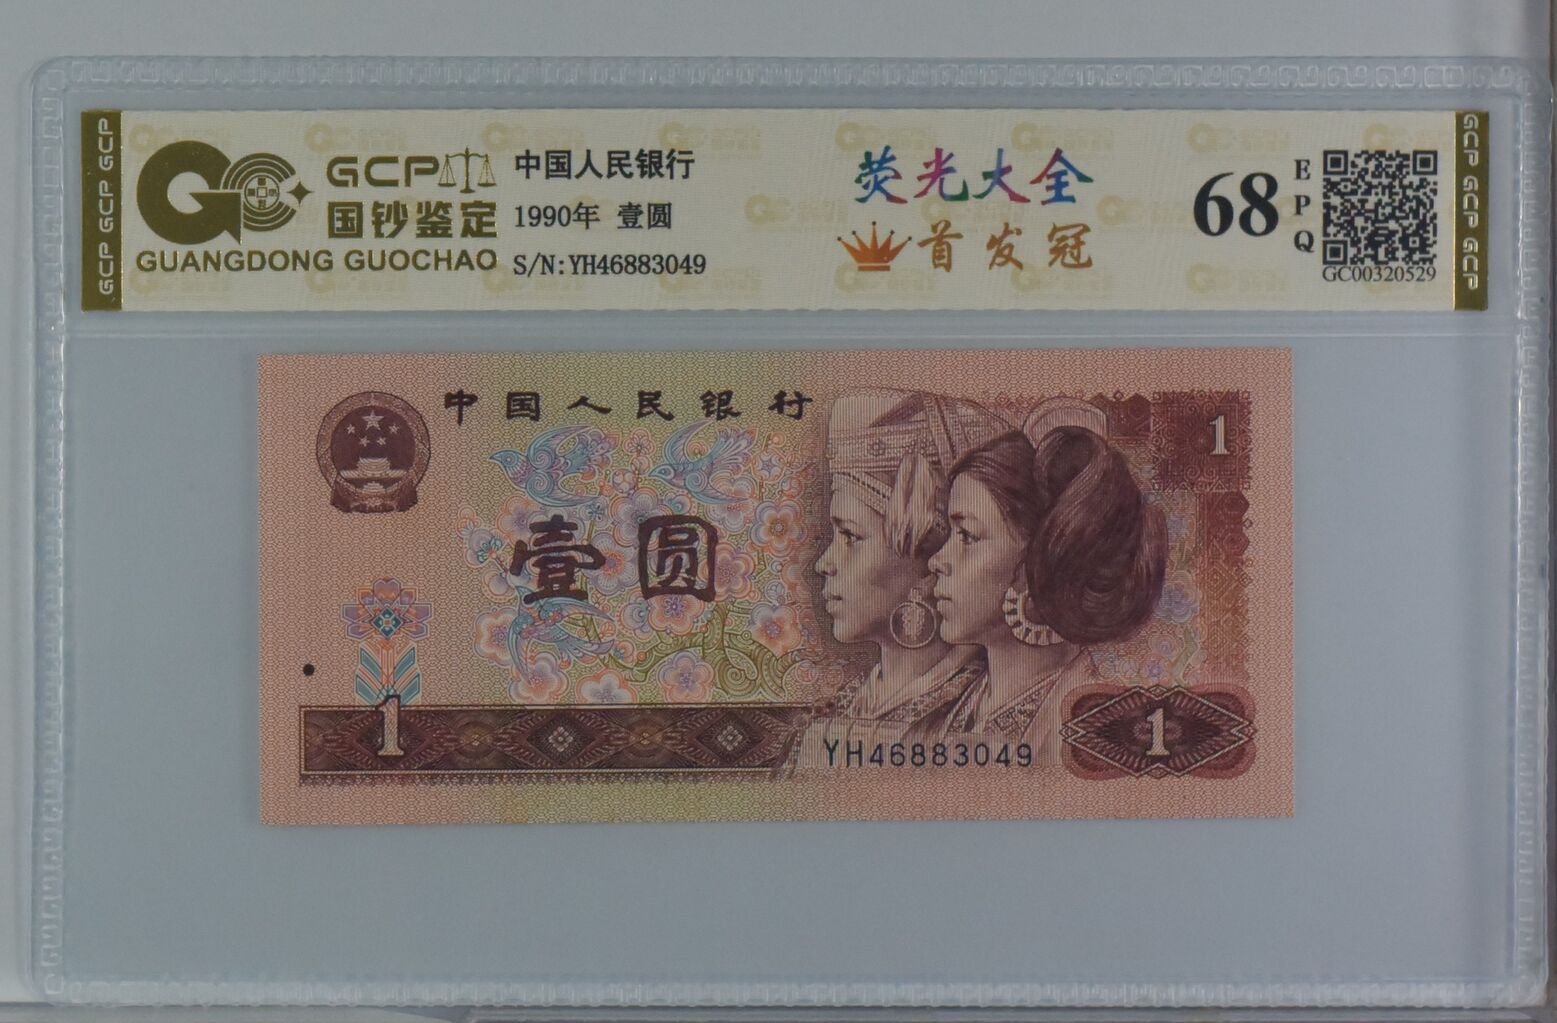 GCP GCP GCP
GCP
国钞鉴定
GUANGDONG GUOCHAO
中国人民银行
1990年 壹圆
S/N:YH46883049
荧光大全
首发冠
68
EPQ
GC00320529
GCP GCP GCP
中国人民银行
1
壹圆
1
YH46883049
1